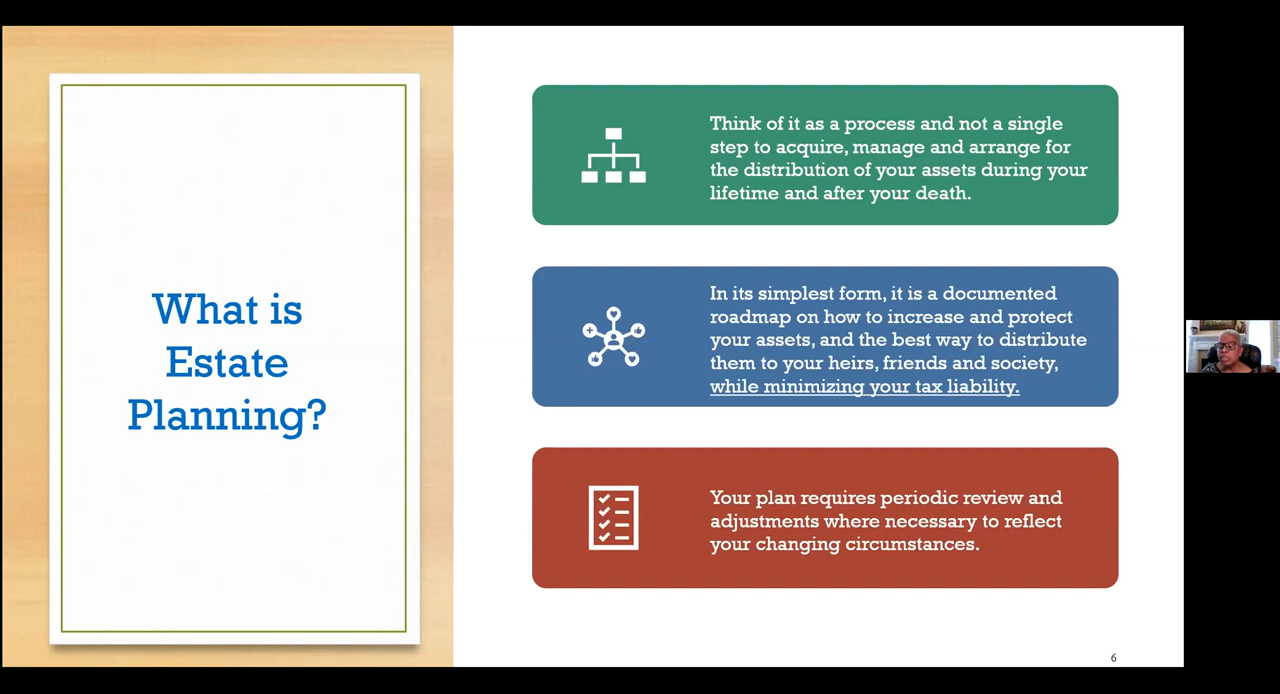 What is
Estate
Planning?
Think of it as a process and not a single
step to acquire, manage and arrange for
the distribution of your assets during your
lifetime and after your death.
In its simplest form, it is a documented
roadmap on how to increase and protect
your assets, and the best way to distribute
them to your heirs, friends and society,
while minimizing your tax liability.
Your plan requires periodic review and
adjustments where necessary to reflect
your changing circumstances.
6